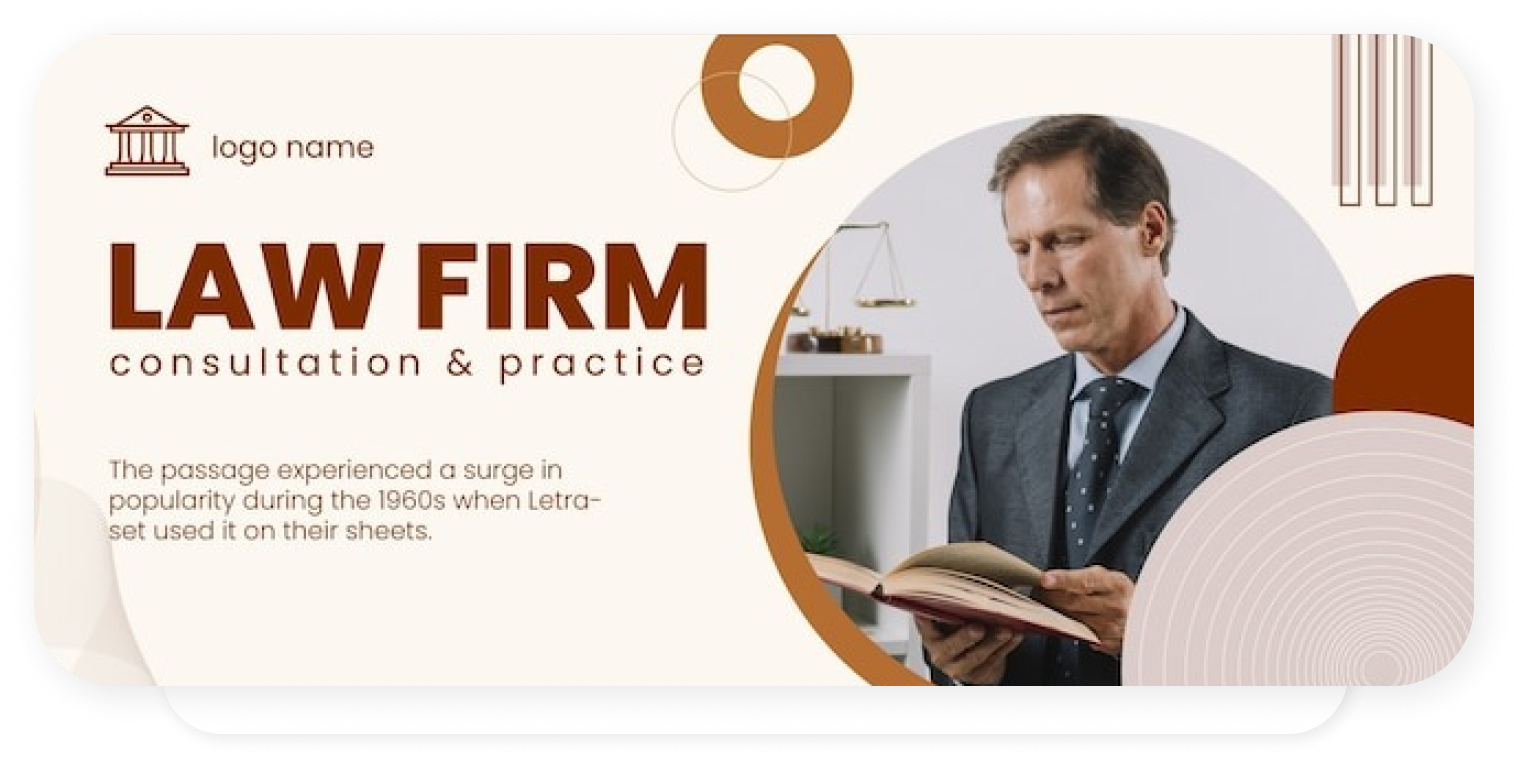 logo name
LAW FIRM
consultation & practice
The passage experienced a surge in
popularity during the 1960s when Letra-
set used it on their sheets.